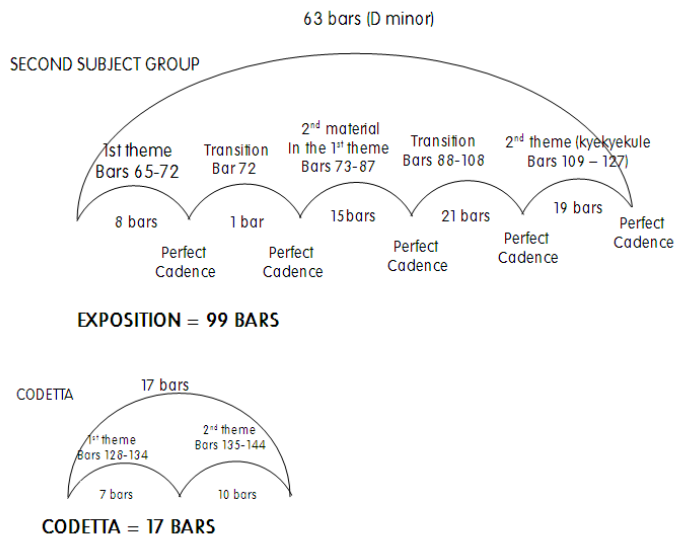 63 bars (D minor)
SECOND SUBJECT GROUP
1st theme
Bars 65-72
Transition
Bar 72
2nd material
In the 1st theme
Bars 73-87
Transition
Bars 88-108
2nd theme (kyekyekule
Bars 109 – 127)
8 bars
1 bar
15bars
21 bars
19 bars
Perfect
Cadence
Perfect
Cadence
Perfect
Cadence
Perfect
Cadence
Perfect
Cadence
EXPOSITION = 99 BARS
CODETTA
17 bars
1st theme
Bars 128-134
2nd theme
Bars 135-144
7 bars
10 bars
CODETTA = 17 BARS